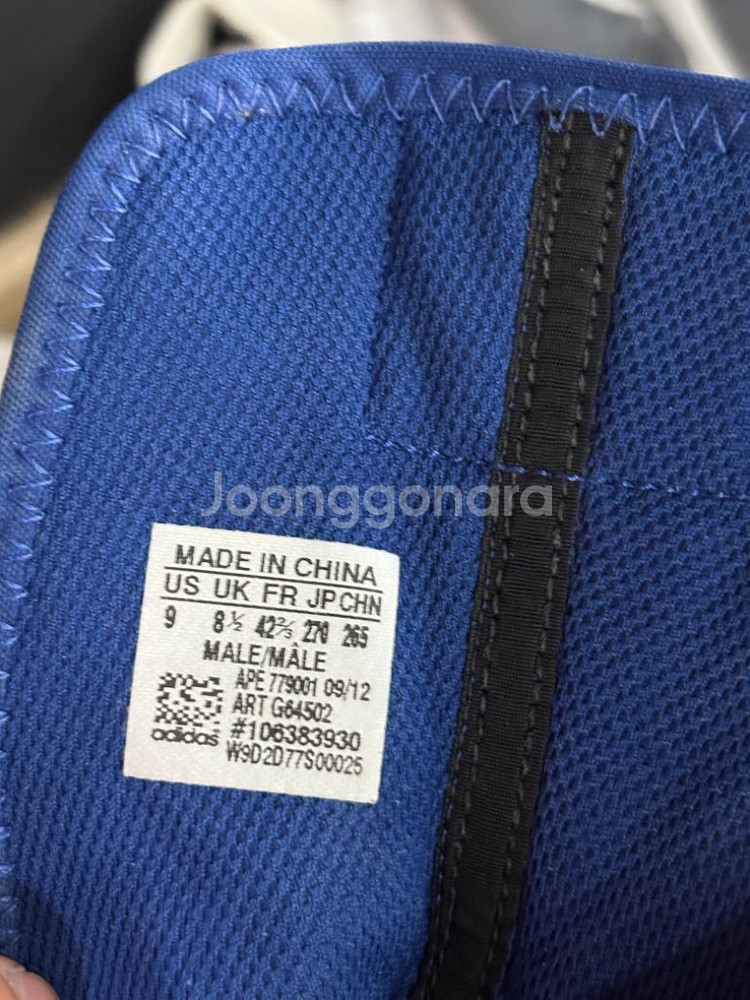 Joonggonara
MADE IN CHINA
US UK FR JP CHN
9 8½ 42⅔ 270 265
MALE/MÂLE
APE 779001 09/12
ART G64502
#106383930
adidas W9D2D77S00025